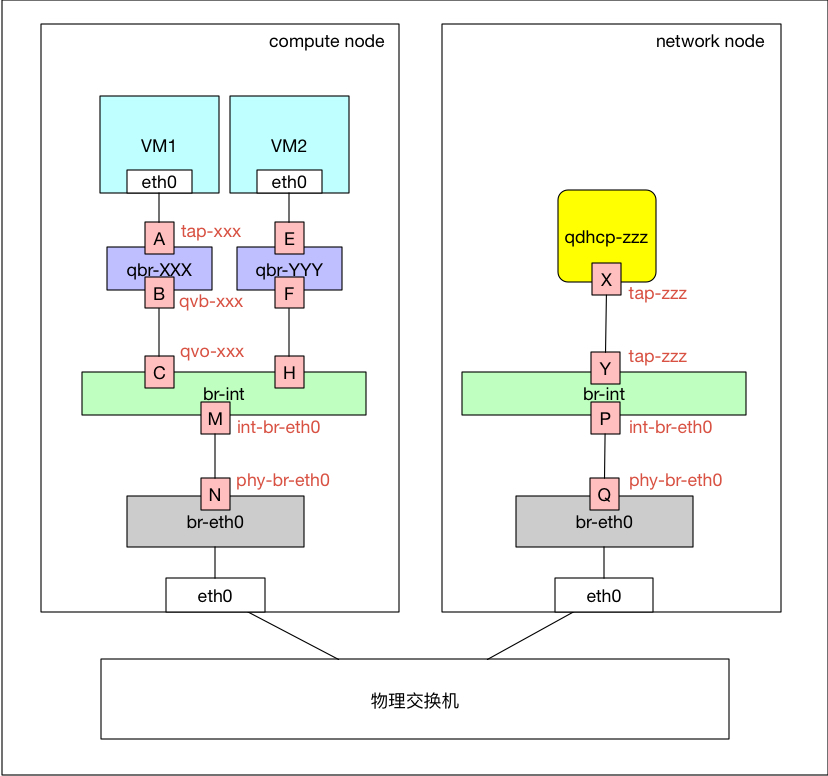 compute node
network node
VM1
VM2
eth0
eth0
A
tap-xxx
E
qbr-XXX
qbr-YYY
B
qvb-xxx
F
qdhcp-zzz
X
tap-zzz
qvo-xxx
C
H
br-int
M
int-br-eth0
tap-zzz
Y
br-int
P
int-br-eth0
phy-br-eth0
N
br-eth0
phy-br-eth0
Q
br-eth0
eth0
eth0
物理交换机